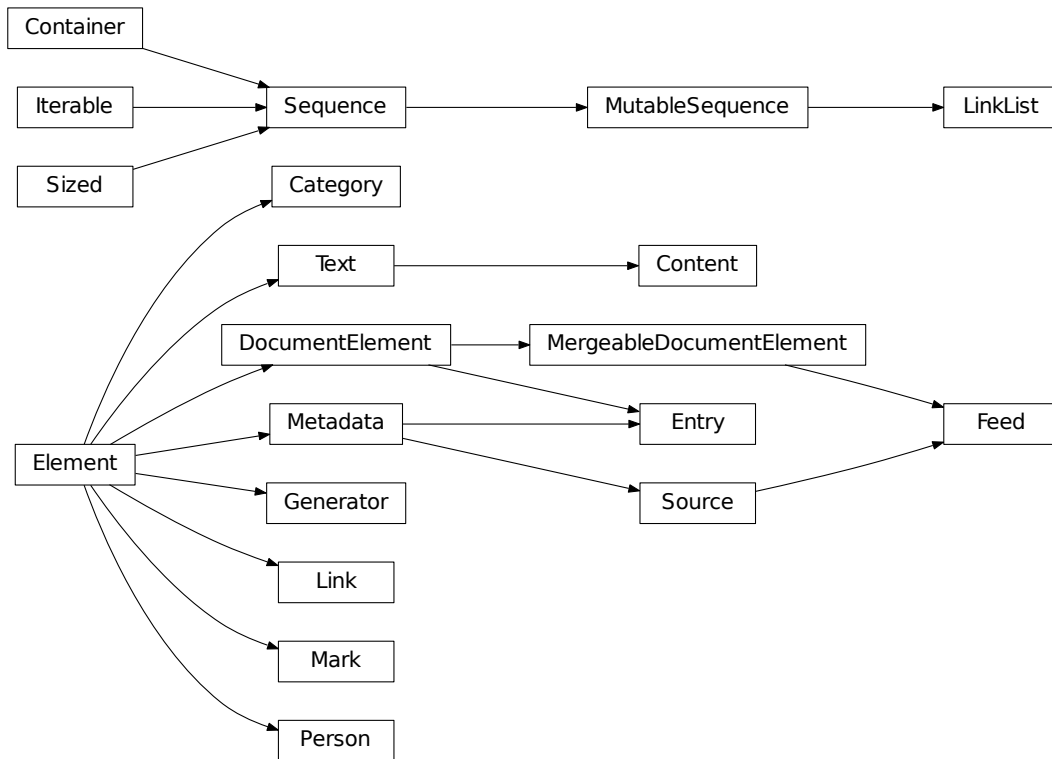 Container
Iterable
Sequence
MutableSequence
LinkList
Sized
Category
Text
Content
DocumentElement
MergeableDocumentElement
Metadata
Entry
Feed
Element
Generator
Source
Link
Mark
Person